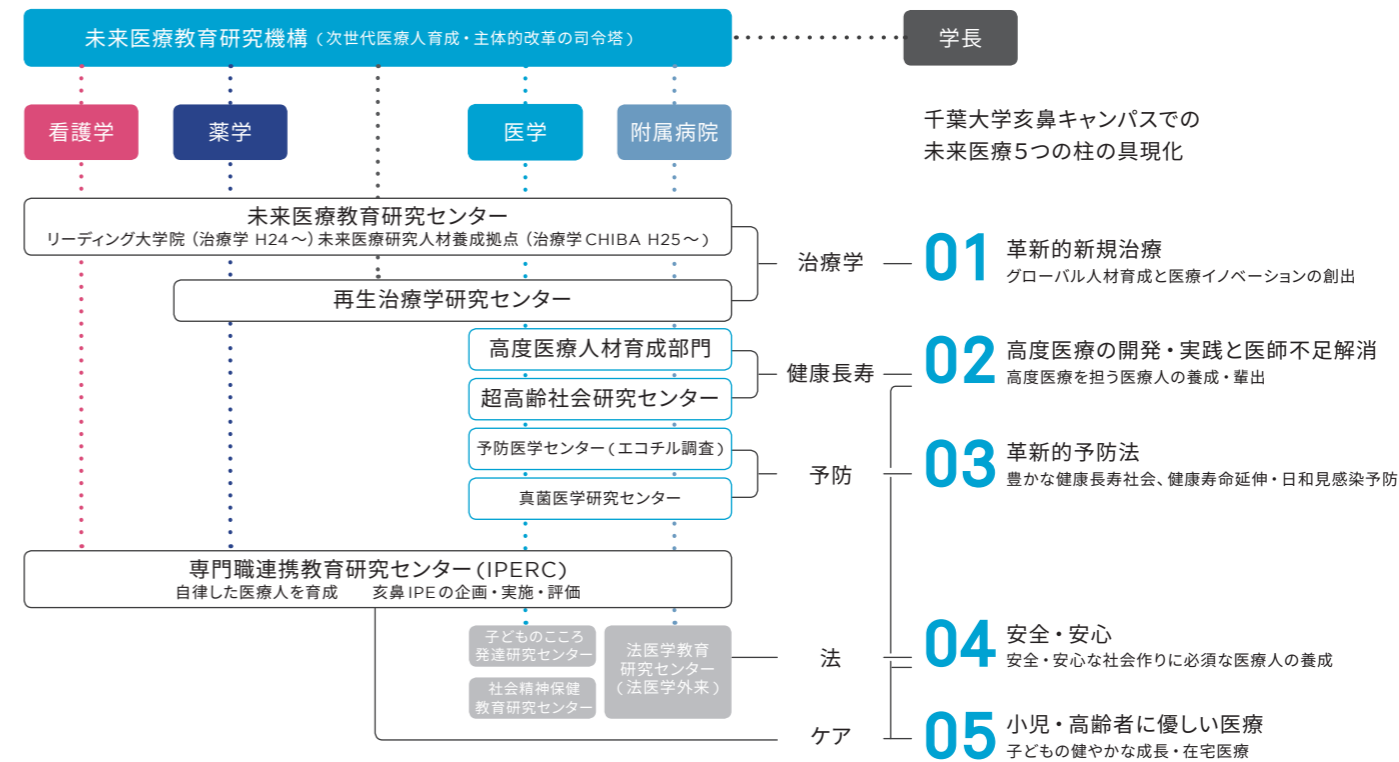 未来医療教育研究機構(次世代医療人育成・主体的改革の司令塔)
学長
看護学
薬学
医学
附属病院
千葉大学亥鼻キャンパスでの
未来医療5つの柱の具現化
未来医療教育研究センター
リーディング大学院(治療学 H24〜)未来医療研究人材養成拠点(治療学CHIBA H25〜)
再生治療学研究センター
治療学
01 革新的新規治療
グローバル人材育成と医療イノベーションの創出
高度医療人材育成部門
超高齢社会研究センター
健康長寿
02 高度医療の開発・実践と医師不足解消
高度医療を担う医療人の養成・輩出
予防医学センター(エコチル調査)
真菌医学研究センター
予防
03 革新的予防法
豊かな健康長寿社会、健康寿命延伸・日和見感染予防
専門職連携教育研究センター(IPERC)
自律した医療人を育成 亥鼻IPEの企画・実施・評価
子どものこころ
発達研究センター
社会精神保健
教育研究センター
法医学教育
研究センター
(法医学外来)
法
04 安全・安心
安全・安心な社会作りに必須な医療人の養成
ケア
05 小児・高齢者に優しい医療
子どもの健やかな成長・在宅医療